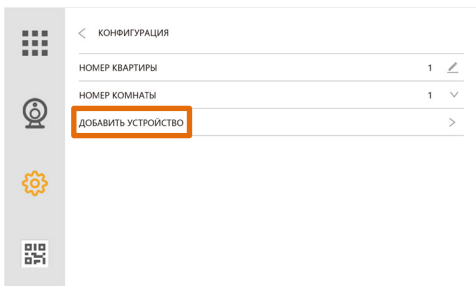 КОНФИГУРАЦИЯ
НОМЕР КВАРТИРЫ 1
НОМЕР КОМНАТЫ 1
ДОБАВИТЬ УСТРОЙСТВО